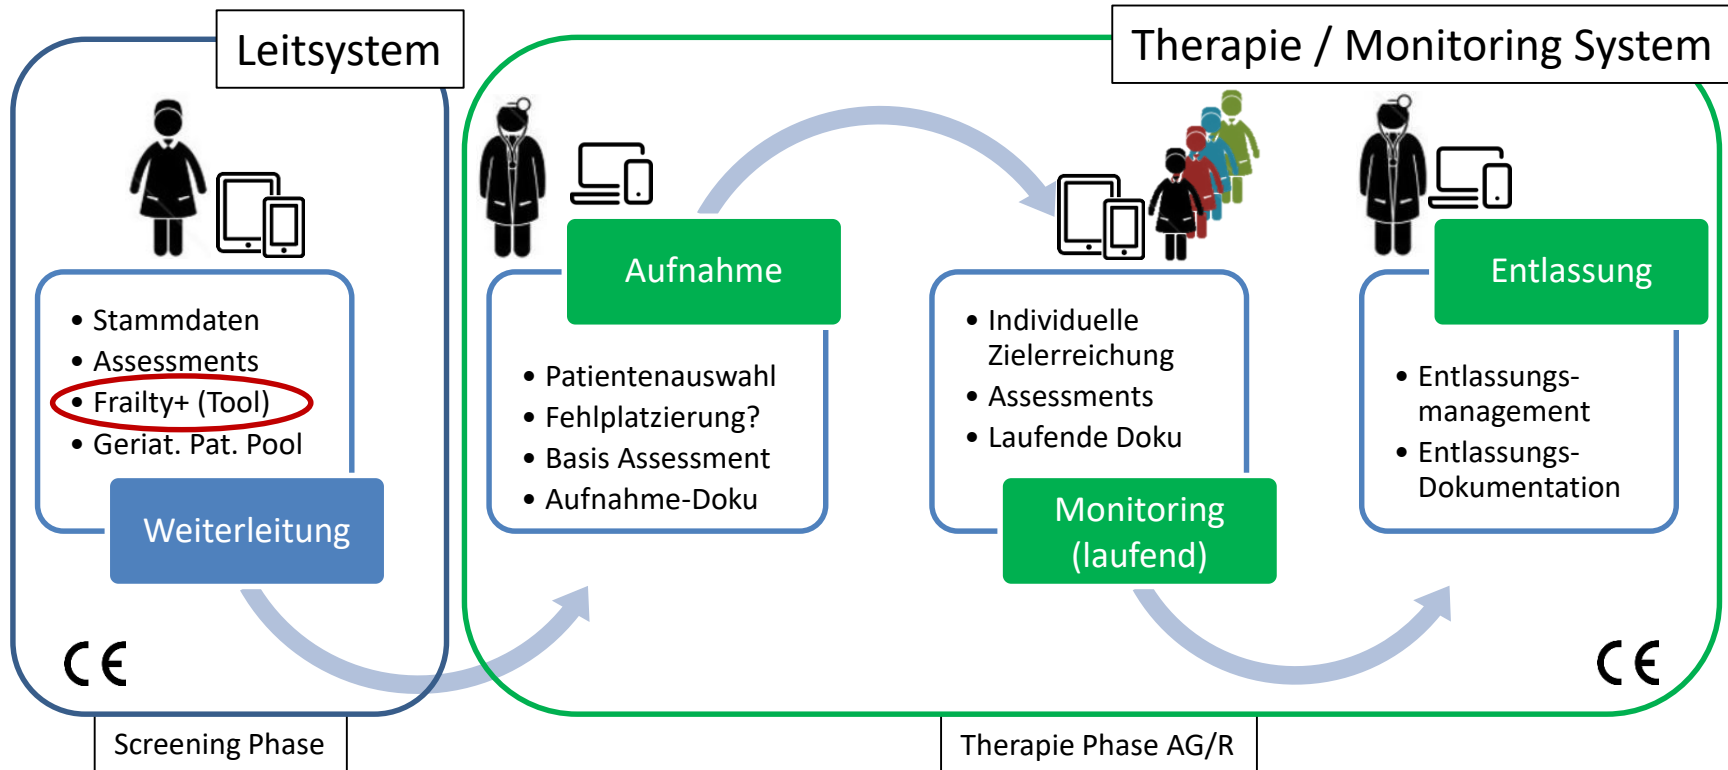 Leitsystem
Therapie / Monitoring System
• Stammdaten
• Assessments
• Frailty+ (Tool)
• Geriat. Pat. Pool
Weiterleitung
CE
Screening Phase
Aufnahme
• Patientenauswahl
• Fehlplatzierung?
• Basis Assessment
• Aufnahme-Doku
• Individuelle
Zielerreichung
• Assessments
• Laufende Doku
Monitoring
(laufend)
Entlassung
• Entlassungs-
management
• Entlassungs-
Dokumentation
CE
Therapie Phase AG/R